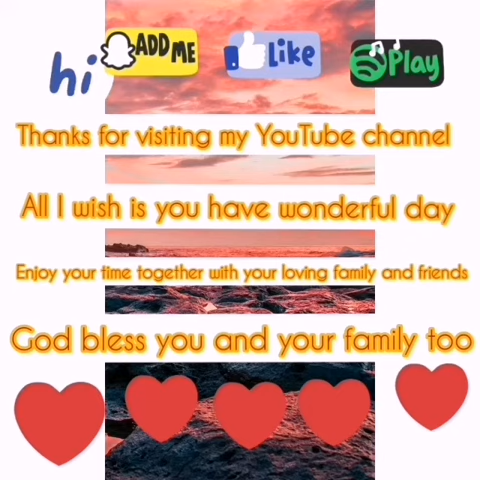 hi
ADD ME
Like
Play
Thanks for visiting my YouTube channel
All I wish is you have wonderful day
Enjoy your time together with your loving family and friends
God bless you and your family too